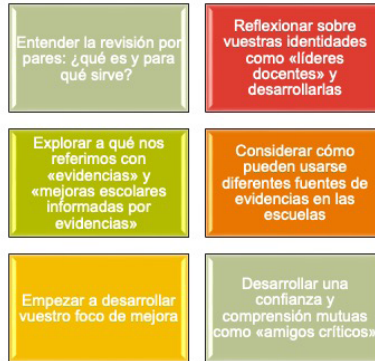 Entender la revisión por
pares: ¿qué es y para
qué sirve?
Reflexionar sobre
vuestras identidades
como «líderes
docentes» y
desarrollarlas
Explorar a qué nos
referimos con
«evidencias» y
«mejoras escolares
informadas por
evidencias»
Considerar cómo
pueden usarse
diferentes fuentes de
evidencias en las
escuelas
Empezar a desarrollar
vuestro foco de mejora
Desarrollar una
confianza y
comprensión mutuas
como «amigos críticos»